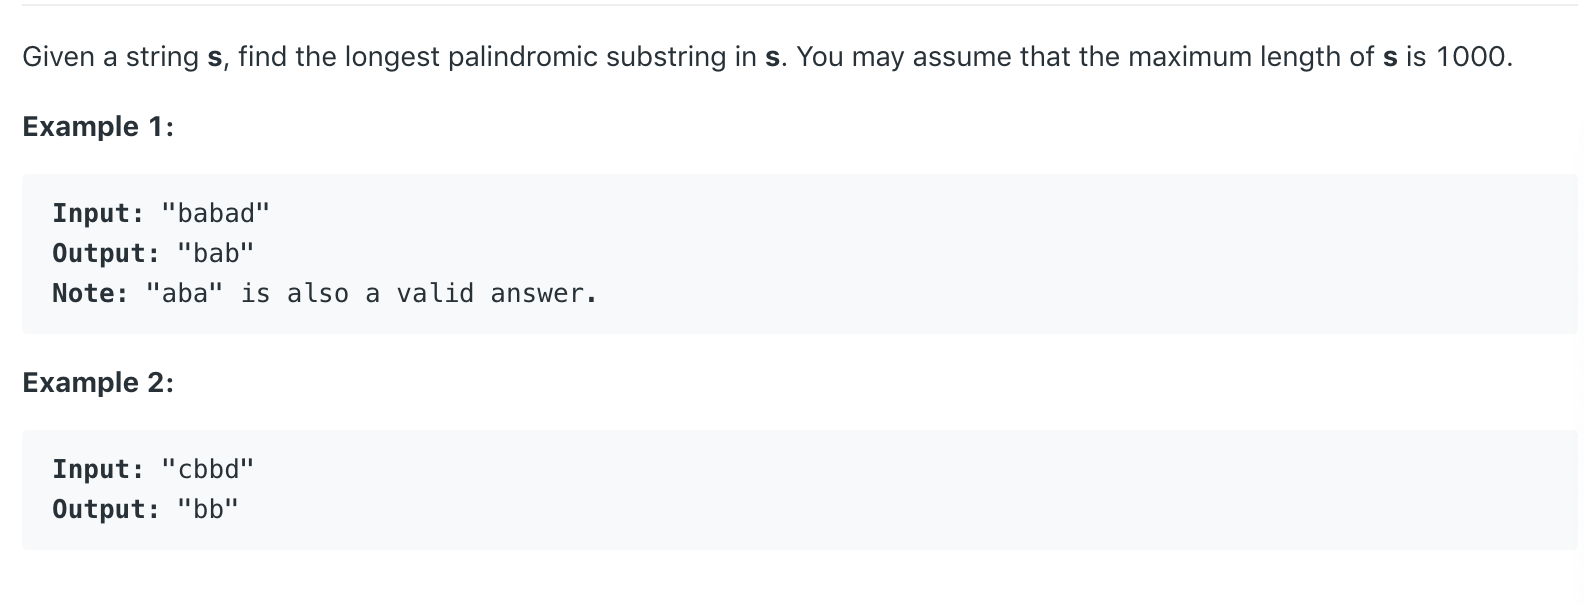 Given a string s, find the longest palindromic substring in s. You may assume that the maximum length of s is 1000.
Example 1:
Input: "babad"
Output: "bab"
Note: "aba" is also a valid answer.
Example 2:
Input: "cbbd"
Output: "bb"